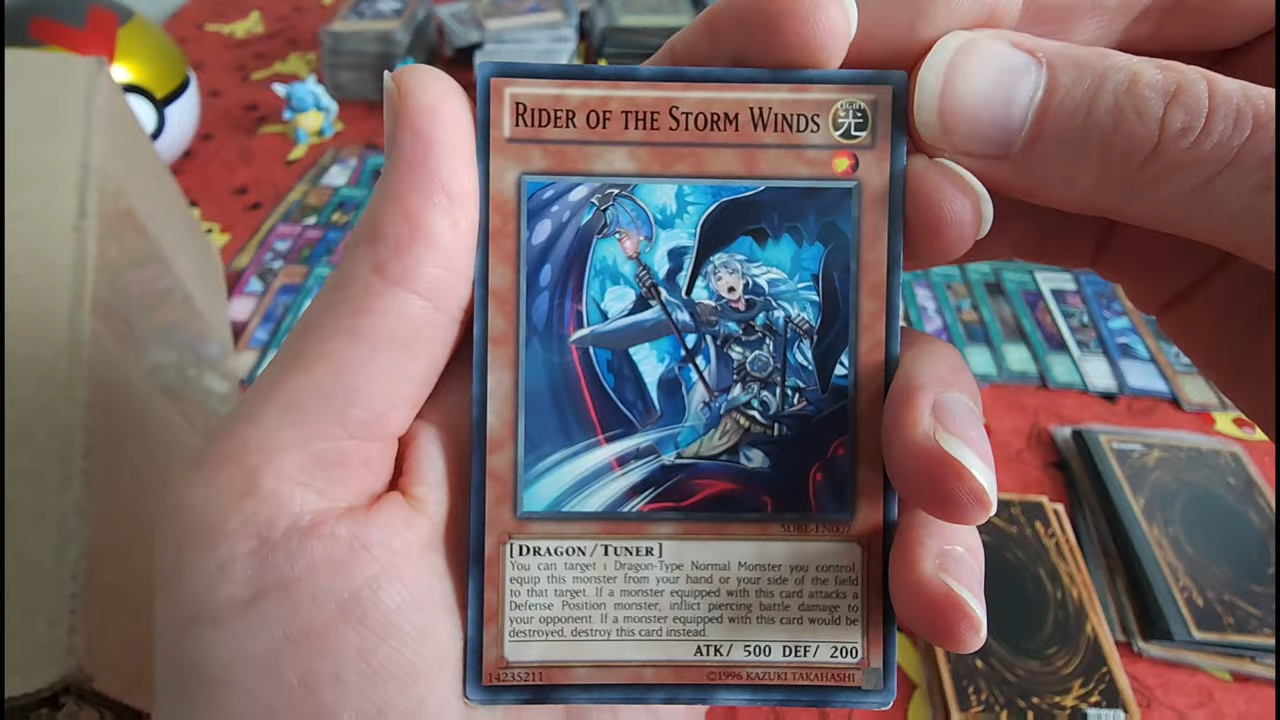 RIDER OF THE STORM WINDS
LIGHT
光
SDBE-EN007
[DRAGON/TUNER]
You can target 1 Dragon-Type Normal Monster you control,
equip this monster from your hand or your side of the field
to that target. If a monster equipped with this card attacks a
Defense Position monster, inflict piercing battle damage to
your opponent. If a monster equipped with this card would be
destroyed, destroy this card instead.
ATK/ 500 DEF/ 200
14235211
©1996 KAZUKI TAKAHASHI